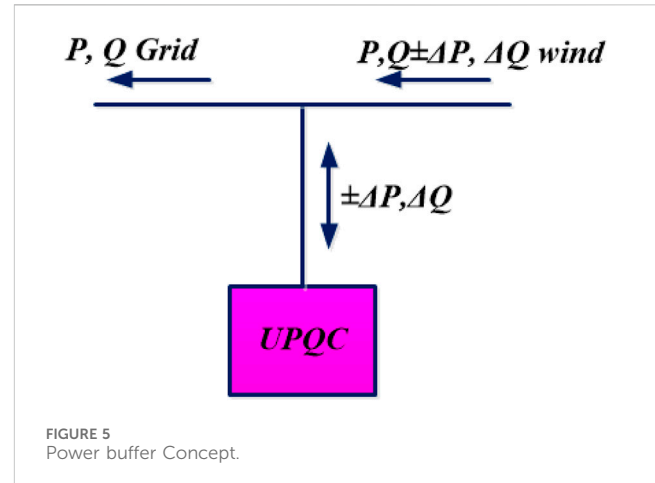 P, Q Grid
P,Q±ΔP, ΔQ wind
±ΔP,ΔQ
UPQC
FIGURE 5
Power buffer Concept.